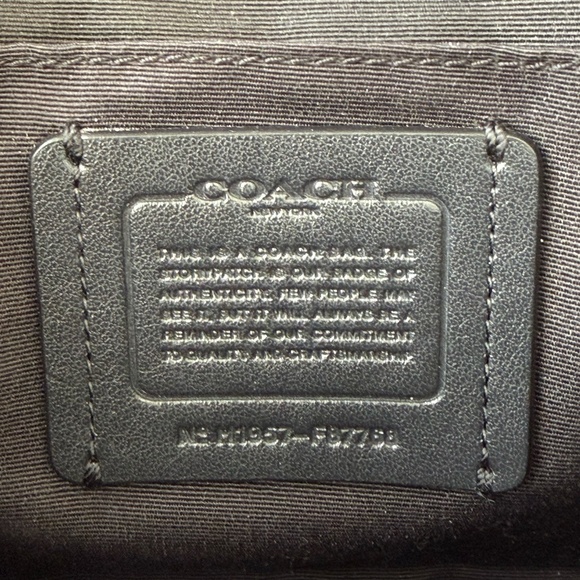 COACH
NEW YORK
THIS IS A COACH BAG. THE
STORYPATCH IS OUR BADGE OF
AUTHENTICITY. FEW PEOPLE MAY
SEE IT, BUT IT WILL ALWAYS BE A
REMINDER OF OUR COMMITMENT
TO QUALITY AND CRAFTSMANSHIP.
No